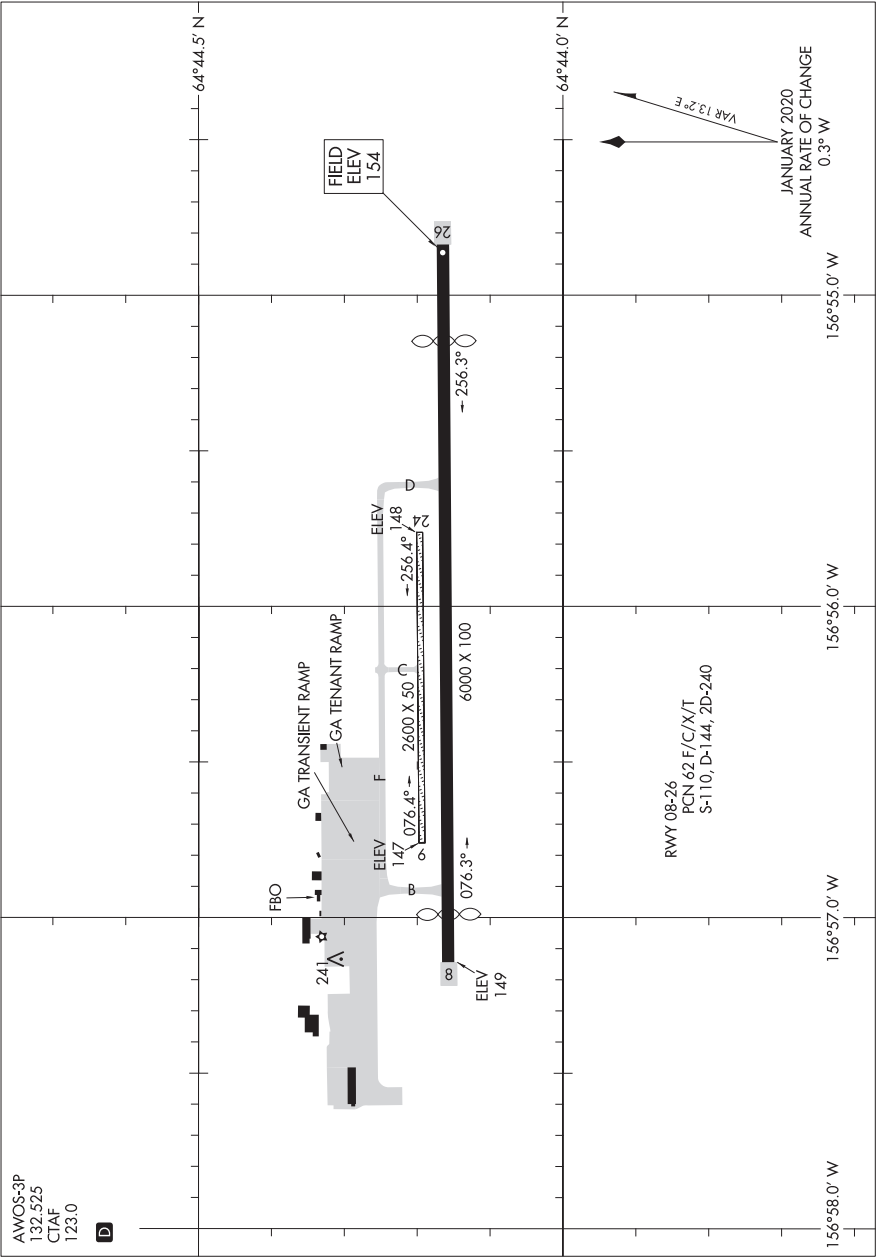 AWOS-3P
132.525
CTAF
123.0
D
64°44.5' N
64°44.0' N
FIELD
ELEV
154
26
VAR 13.2° E
JANUARY 2020
ANNUAL RATE OF CHANGE
0.3° W
156°55.0' W
256.3°
D
ELEV
148
24
256.4°
156°56.0' W
GA TRANSIENT RAMP
GA TENANT RAMP
C
2600 X 50
6000 X 100
F
076.4°
ELEV
147
6
FBO
B
076.3°
241
156°57.0' W
8
ELEV
149
RWY 08-26
PCN 62 F/C/X/T
S-110, D-144, 2D-240
156°58.0' W